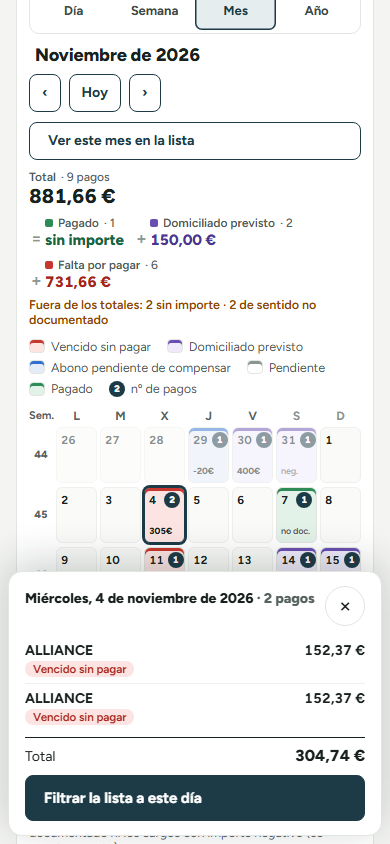 Día Semana Mes Año
Noviembre de 2026
‹ Hoy ›
Ver este mes en la lista
Total · 9 pagos
881,66 €
Pagado · 1 Domiciliado previsto · 2
= sin importe + 150,00 €
Falta por pagar · 6
+ 731,66 €
Fuera de los totales: 2 sin importe · 2 de sentido no
documentado
Vencido sin pagar Domiciliado previsto
Abono pendiente de compensar Pendiente
Pagado 2 nº de pagos
Sem. L M X J V S D
44 26 27 28 29 1 30 1 31 1 1
-20€ 400€ neg.
45 2 3 4 2 5 6 7 1 8
305€ no doc.
9 10 11 1 12 13 14 1 15 1
Miércoles, 4 de noviembre de 2026 · 2 pagos ✕
ALLIANCE 152,37 €
Vencido sin pagar
ALLIANCE 152,37 €
Vencido sin pagar
Total 304,74 €
Filtrar la lista a este día